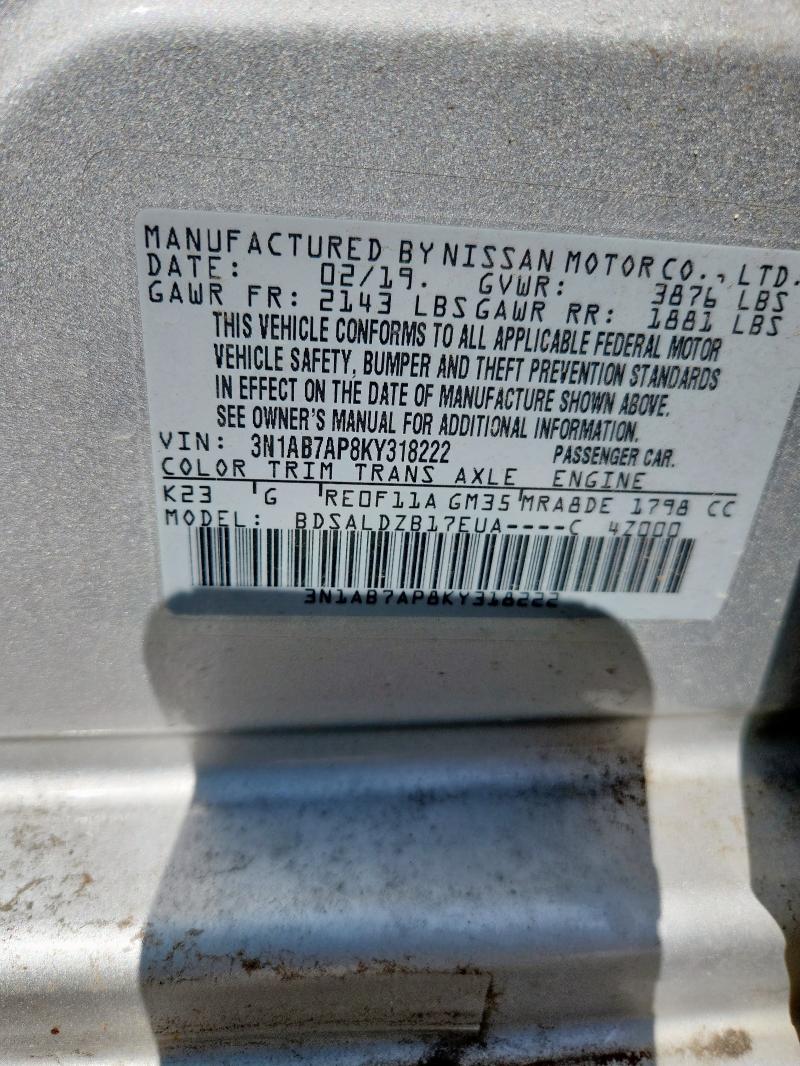 MANUFACTURED BY NISSAN MOTOR CO., LTD.
DATE: 02/19. GVWR: 3876 LBS
GAWR FR: 2143 LBS GAWR RR: 1881 LBS
THIS VEHICLE CONFORMS TO ALL APPLICABLE FEDERAL MOTOR
VEHICLE SAFETY, BUMPER AND THEFT PREVENTION STANDARDS
IN EFFECT ON THE DATE OF MANUFACTURE SHOWN ABOVE.
SEE OWNER'S MANUAL FOR ADDITIONAL INFORMATION.
VIN: 3N1AB7AP8KY318222 PASSENGER CAR.
COLOR TRIM TRANS AXLE ENGINE
K23 G RE0F11A GM35 MRA8DE 1798 CC
MODEL: BDSALDZB17EUA----C 4Z000
3N1AB7AP8KY318222